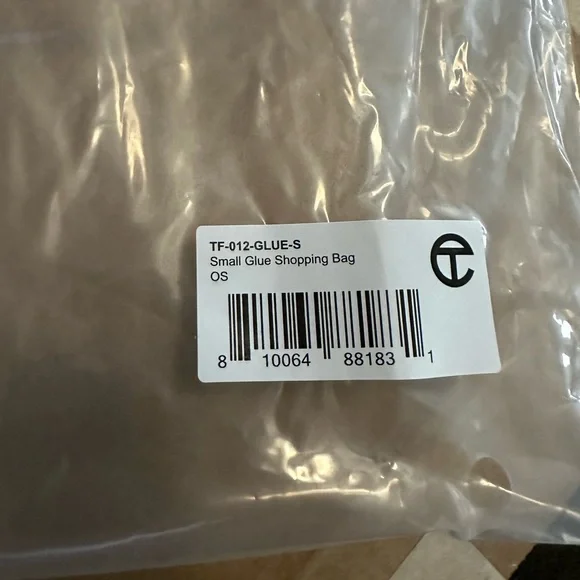 TF-012-GLUE-S
Small Glue Shopping Bag
OS
8 10064 88183 1